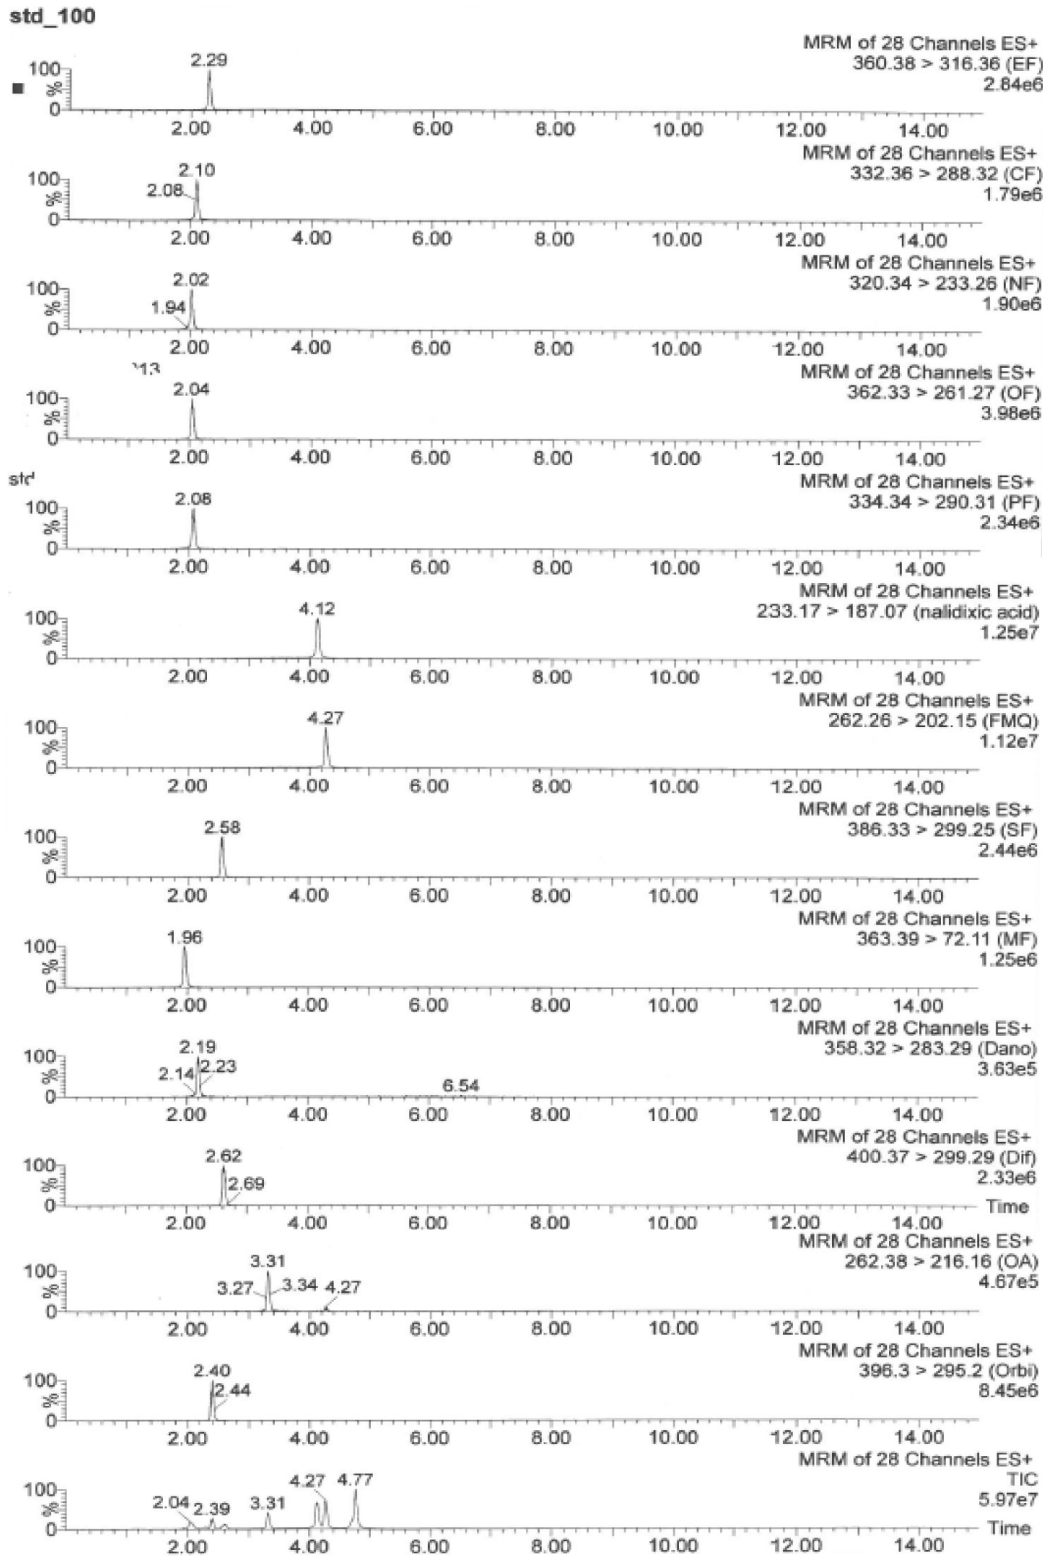 std_100
MRM of 28 Channels ES+
360.38 > 316.36 (EF)
2.84e6
2.29
100
%
0
2.00 4.00 6.00 8.00 10.00 12.00 14.00
MRM of 28 Channels ES+
332.36 > 288.32 (CF)
1.79e6
2.10
2.08
100
%
0
2.00 4.00 6.00 8.00 10.00 12.00 14.00
MRM of 28 Channels ES+
320.34 > 233.26 (NF)
1.90e6
2.02
1.94
100
%
0
2.00 4.00 6.00 8.00 10.00 12.00 14.00
MRM of 28 Channels ES+
362.33 > 261.27 (OF)
3.98e6
2.04
100
%
0
2.00 4.00 6.00 8.00 10.00 12.00 14.00
MRM of 28 Channels ES+
334.34 > 290.31 (PF)
2.34e6
2.08
100
%
0
2.00 4.00 6.00 8.00 10.00 12.00 14.00
MRM of 28 Channels ES+
233.17 > 187.07 (nalidixic acid)
1.25e7
4.12
100
%
0
2.00 4.00 6.00 8.00 10.00 12.00 14.00
MRM of 28 Channels ES+
262.26 > 202.15 (FMQ)
1.12e7
4.27
100
%
0
2.00 4.00 6.00 8.00 10.00 12.00 14.00
MRM of 28 Channels ES+
386.33 > 299.25 (SF)
2.44e6
2.58
100
%
0
2.00 4.00 6.00 8.00 10.00 12.00 14.00
MRM of 28 Channels ES+
363.39 > 72.11 (MF)
1.25e6
1.96
100
%
0
2.00 4.00 6.00 8.00 10.00 12.00 14.00
MRM of 28 Channels ES+
358.32 > 283.29 (Dano)
3.63e5
2.19
2.14 2.23
6.54
100
%
0
2.00 4.00 6.00 8.00 10.00 12.00 14.00
MRM of 28 Channels ES+
400.37 > 299.29 (Dif)
2.33e6
2.62
2.69
100
%
0
Time
2.00 4.00 6.00 8.00 10.00 12.00 14.00
MRM of 28 Channels ES+
262.38 > 216.16 (OA)
4.67e5
3.31
3.27 3.34 4.27
100
%
0
2.00 4.00 6.00 8.00 10.00 12.00 14.00
MRM of 28 Channels ES+
396.3 > 295.2 (Orbi)
8.45e6
2.40
2.44
100
%
0
2.00 4.00 6.00 8.00 10.00 12.00 14.00
MRM of 28 Channels ES+
TIC
5.97e7
4.27 4.77
2.04 2.39 3.31
100
%
0
Time
2.00 4.00 6.00 8.00 10.00 12.00 14.00